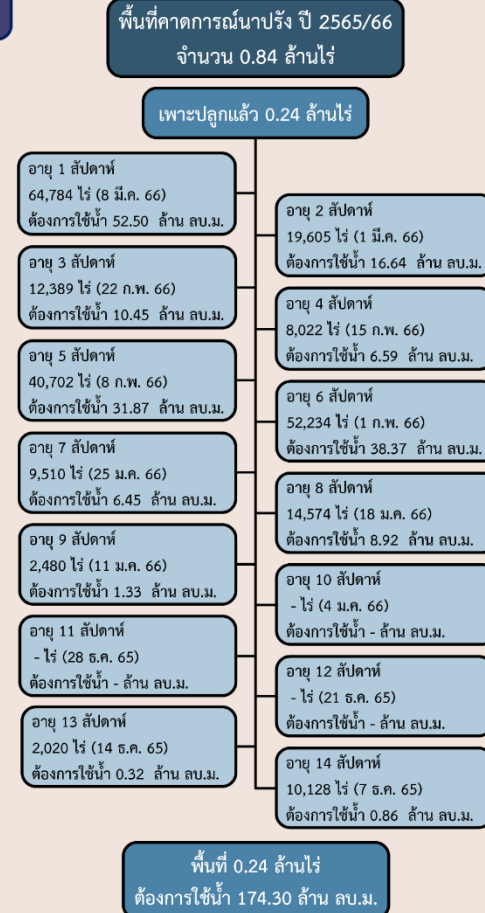 พื้นที่คาดการณ์นาปรัง ปี 2565/66
จำนวน 0.84 ล้านไร่
เพาะปลูกแล้ว 0.24 ล้านไร่
อายุ 1 สัปดาห์
64,784 ไร่ (8 มี.ค. 66)
ต้องการใช้น้ำ 52.50 ล้าน ลบ.ม.
อายุ 2 สัปดาห์
19,605 ไร่ (1 มี.ค. 66)
ต้องการใช้น้ำ 16.64 ล้าน ลบ.ม.
อายุ 3 สัปดาห์
12,389 ไร่ (22 ก.พ. 66)
ต้องการใช้น้ำ 10.45 ล้าน ลบ.ม.
อายุ 4 สัปดาห์
8,022 ไร่ (15 ก.พ. 66)
ต้องการใช้น้ำ 6.59 ล้าน ลบ.ม.
อายุ 5 สัปดาห์
40,702 ไร่ (8 ก.พ. 66)
ต้องการใช้น้ำ 31.87 ล้าน ลบ.ม.
อายุ 6 สัปดาห์
52,234 ไร่ (1 ก.พ. 66)
ต้องการใช้น้ำ 38.37 ล้าน ลบ.ม.
อายุ 7 สัปดาห์
9,510 ไร่ (25 ม.ค. 66)
ต้องการใช้น้ำ 6.45 ล้าน ลบ.ม.
อายุ 8 สัปดาห์
14,574 ไร่ (18 ม.ค. 66)
ต้องการใช้น้ำ 8.92 ล้าน ลบ.ม.
อายุ 9 สัปดาห์
2,480 ไร่ (11 ม.ค. 66)
ต้องการใช้น้ำ 1.33 ล้าน ลบ.ม.
อายุ 10 สัปดาห์
- ไร่ (4 ม.ค. 66)
ต้องการใช้น้ำ - ล้าน ลบ.ม.
อายุ 11 สัปดาห์
- ไร่ (28 ธ.ค. 65)
ต้องการใช้น้ำ - ล้าน ลบ.ม.
อายุ 12 สัปดาห์
- ไร่ (21 ธ.ค. 65)
ต้องการใช้น้ำ - ล้าน ลบ.ม.
อายุ 13 สัปดาห์
2,020 ไร่ (14 ธ.ค. 65)
ต้องการใช้น้ำ 0.32 ล้าน ลบ.ม.
อายุ 14 สัปดาห์
10,128 ไร่ (7 ธ.ค. 65)
ต้องการใช้น้ำ 0.86 ล้าน ลบ.ม.
พื้นที่ 0.24 ล้านไร่
ต้องการใช้น้ำ 174.30 ล้าน ลบ.ม.